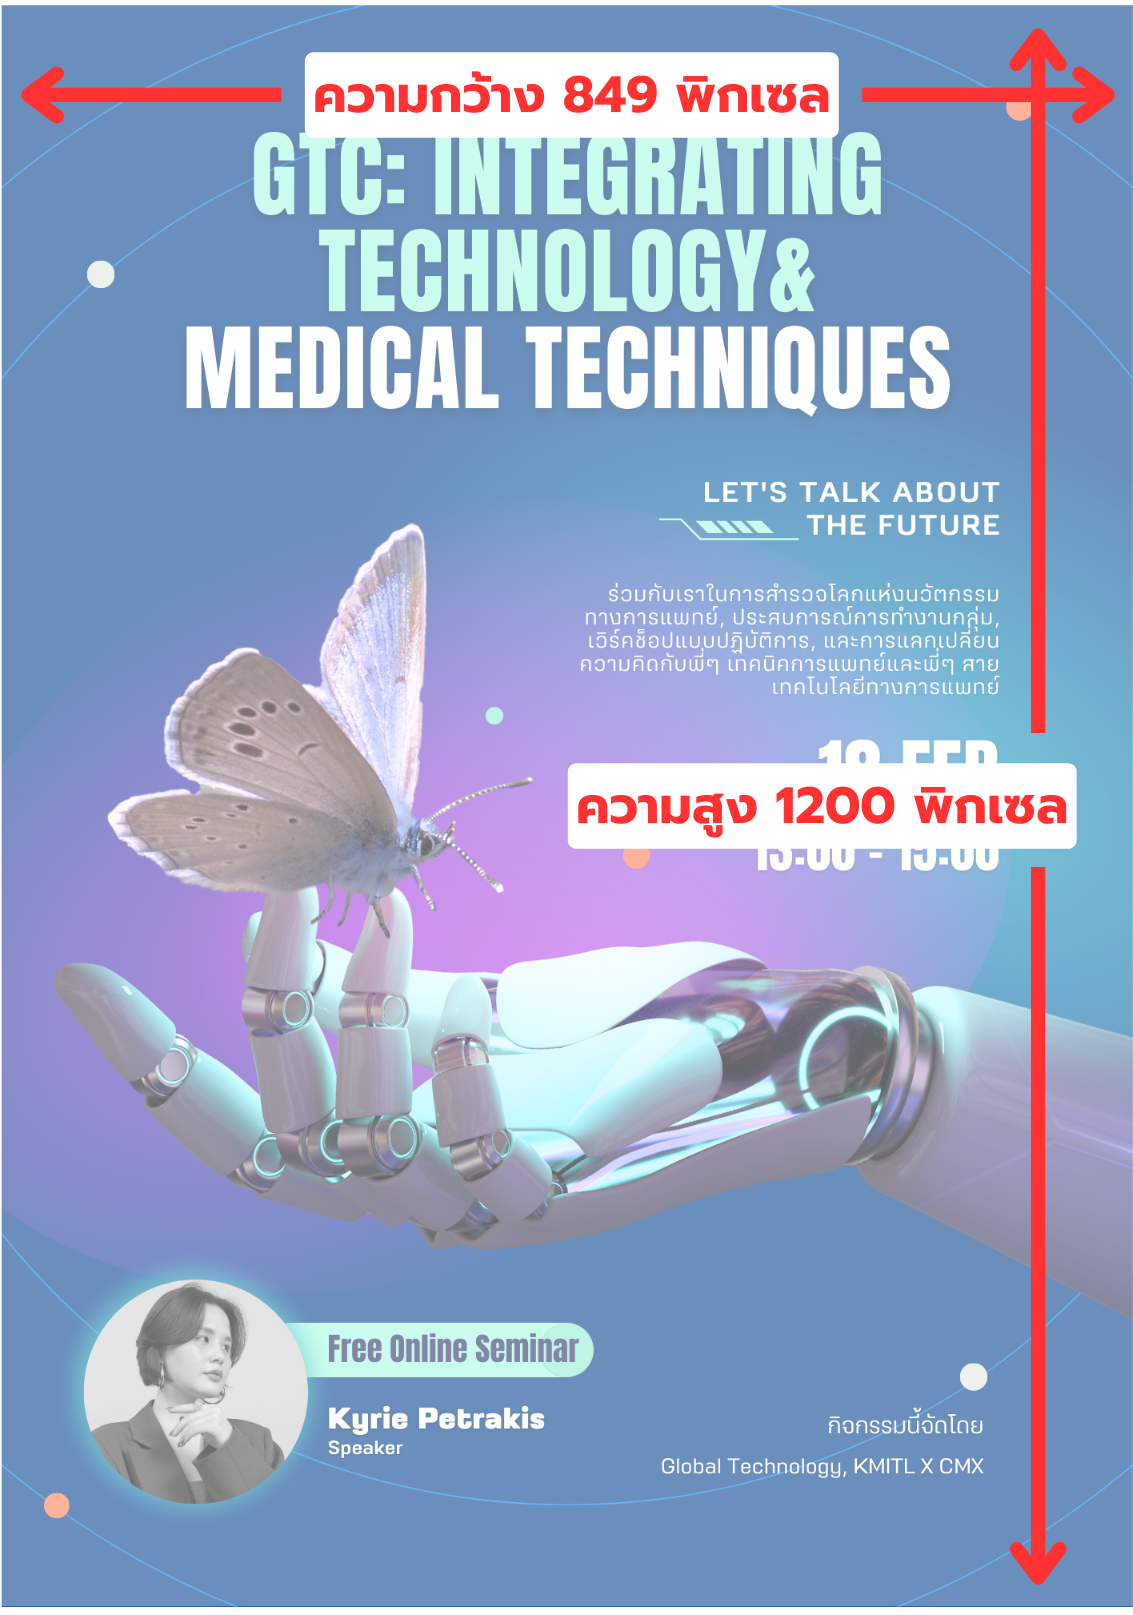 ความกว้าง 849 พิกเซล
GTC: INTEGRATING
TECHNOLOGY&
MEDICAL TECHNIQUES
LET'S TALK ABOUT
THE FUTURE
ร่วมกับเราในการสำรวจโลกแห่งนวัตกรรม
ทางการแพทย์, ประสบการณ์การทำงานกลุ่ม,
เวิร์คช็อปแบบปฏิบัติการ, และการแลกเปลี่ยน
ความคิดกับพี่ๆ เทคนิคการแพทย์และพี่ๆ สาย
เทคโนโลยีทางการแพทย์
ความสูง 1200 พิกเซล
Free Online Seminar
Kyrie Petrakis
Speaker
กิจกรรมนี้จัดโดย
Global Technology, KMITL X CMX